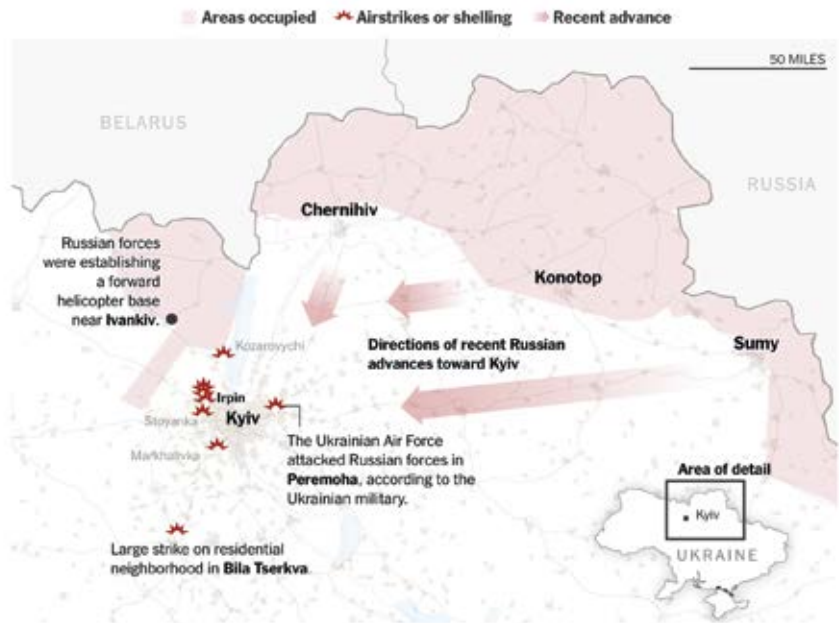 Areas occupied
Airstrikes or shelling
Recent advance
50 MILES
BELARUS
RUSSIA
Chernihiv
Russian forces
were establishing
a forward
helicopter base
near Ivankiv.
Konotop
Kozarovychi
Directions of recent Russian
advances toward Kyiv
Sumy
Irpin
Stoyanka
Kyiv
Markhalivka
The Ukrainian Air Force
attacked Russian forces in
Peremoha, according to the
Ukrainian military.
Large strike on residential
neighborhood in Bila Tserkva
Area of detail
Kyiv
UKRAINE